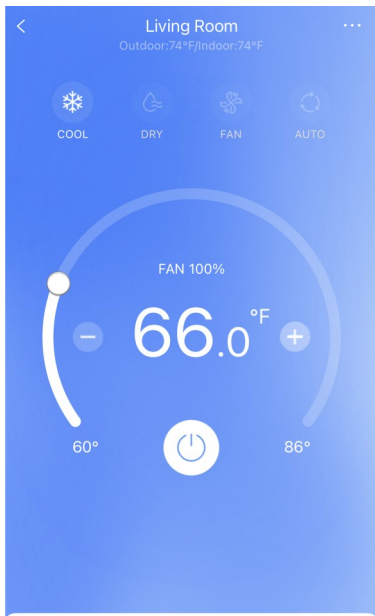 Living Room
Outdoor:74°F/Indoor:74°F
COOL DRY FAN AUTO
FAN 100%
66.0°F
60° 86°